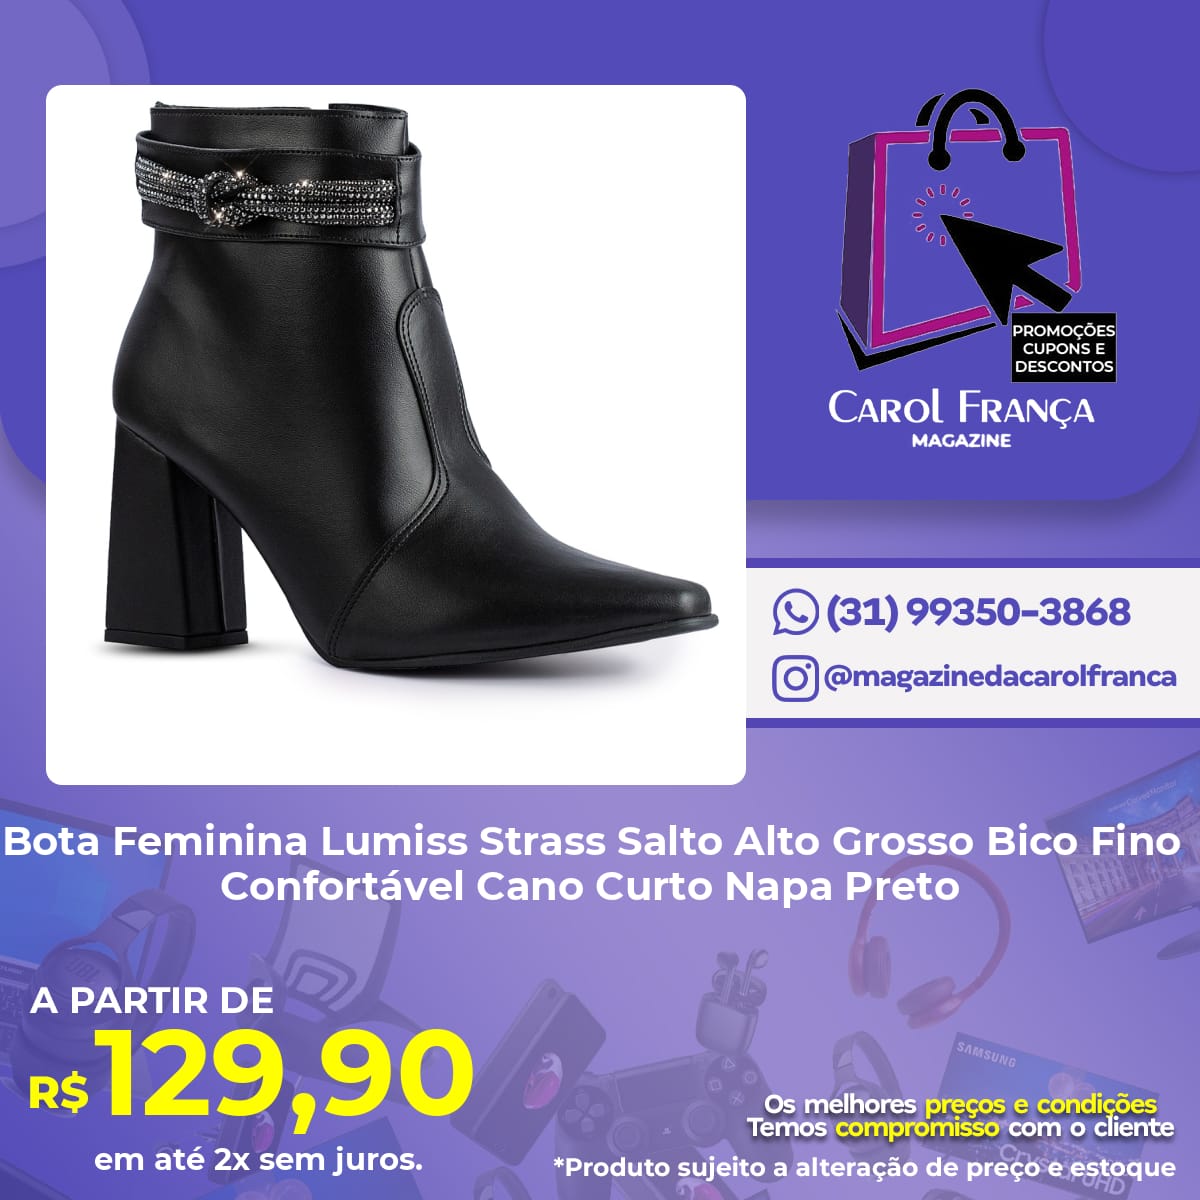 PROMOÇÕES
CUPONS E
DESCONTOS
CAROL FRANÇA
MAGAZINE
(31) 99350-3868
@magazinedacarolfranca
Bota Feminina Lumiss Strass Salto Alto Grosso Bico Fino
Confortável Cano Curto Napa Preto
A PARTIR DE
R$ 129,90
em até 2x sem juros.
SAMSUNG
Os melhores preços e condições
Temos compromisso com o cliente
*Produto sujeito a alteração de preço e estoque
CrystalUHD
JBL